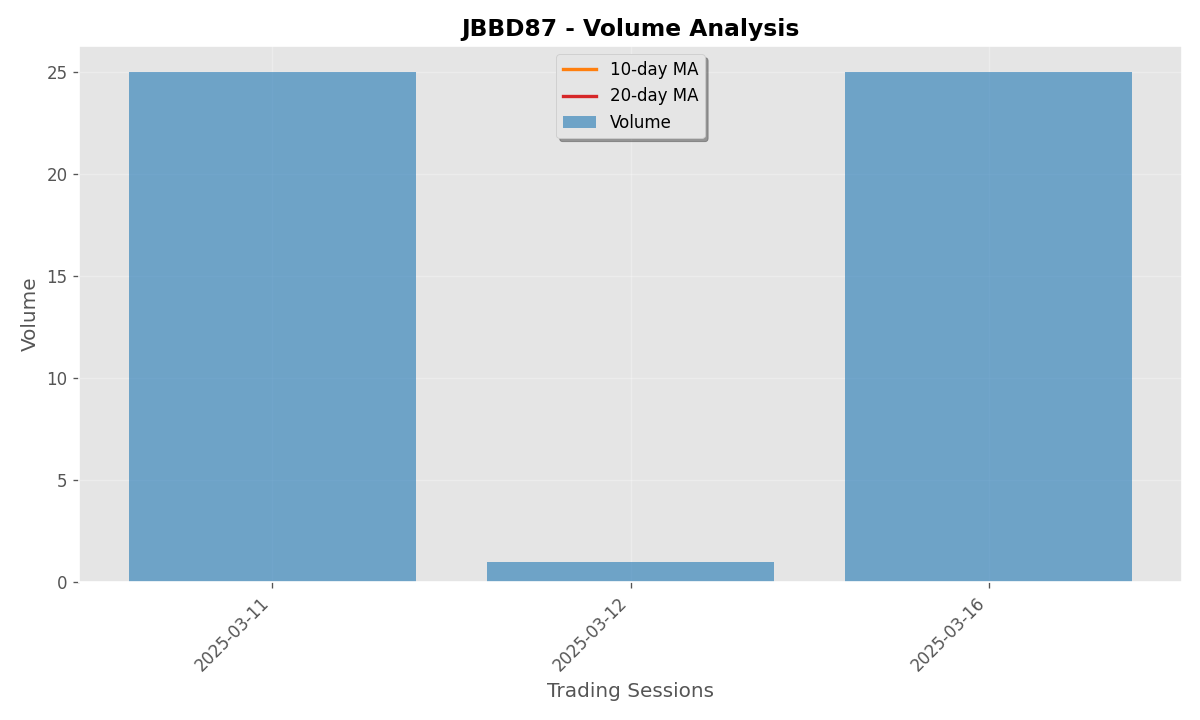 JBBD87 - Volume Analysis
10-day MA
20-day MA
Volume
25
20
15
10
5
0
Volume
2025-03-11
2025-03-12
2025-03-16
Trading Sessions